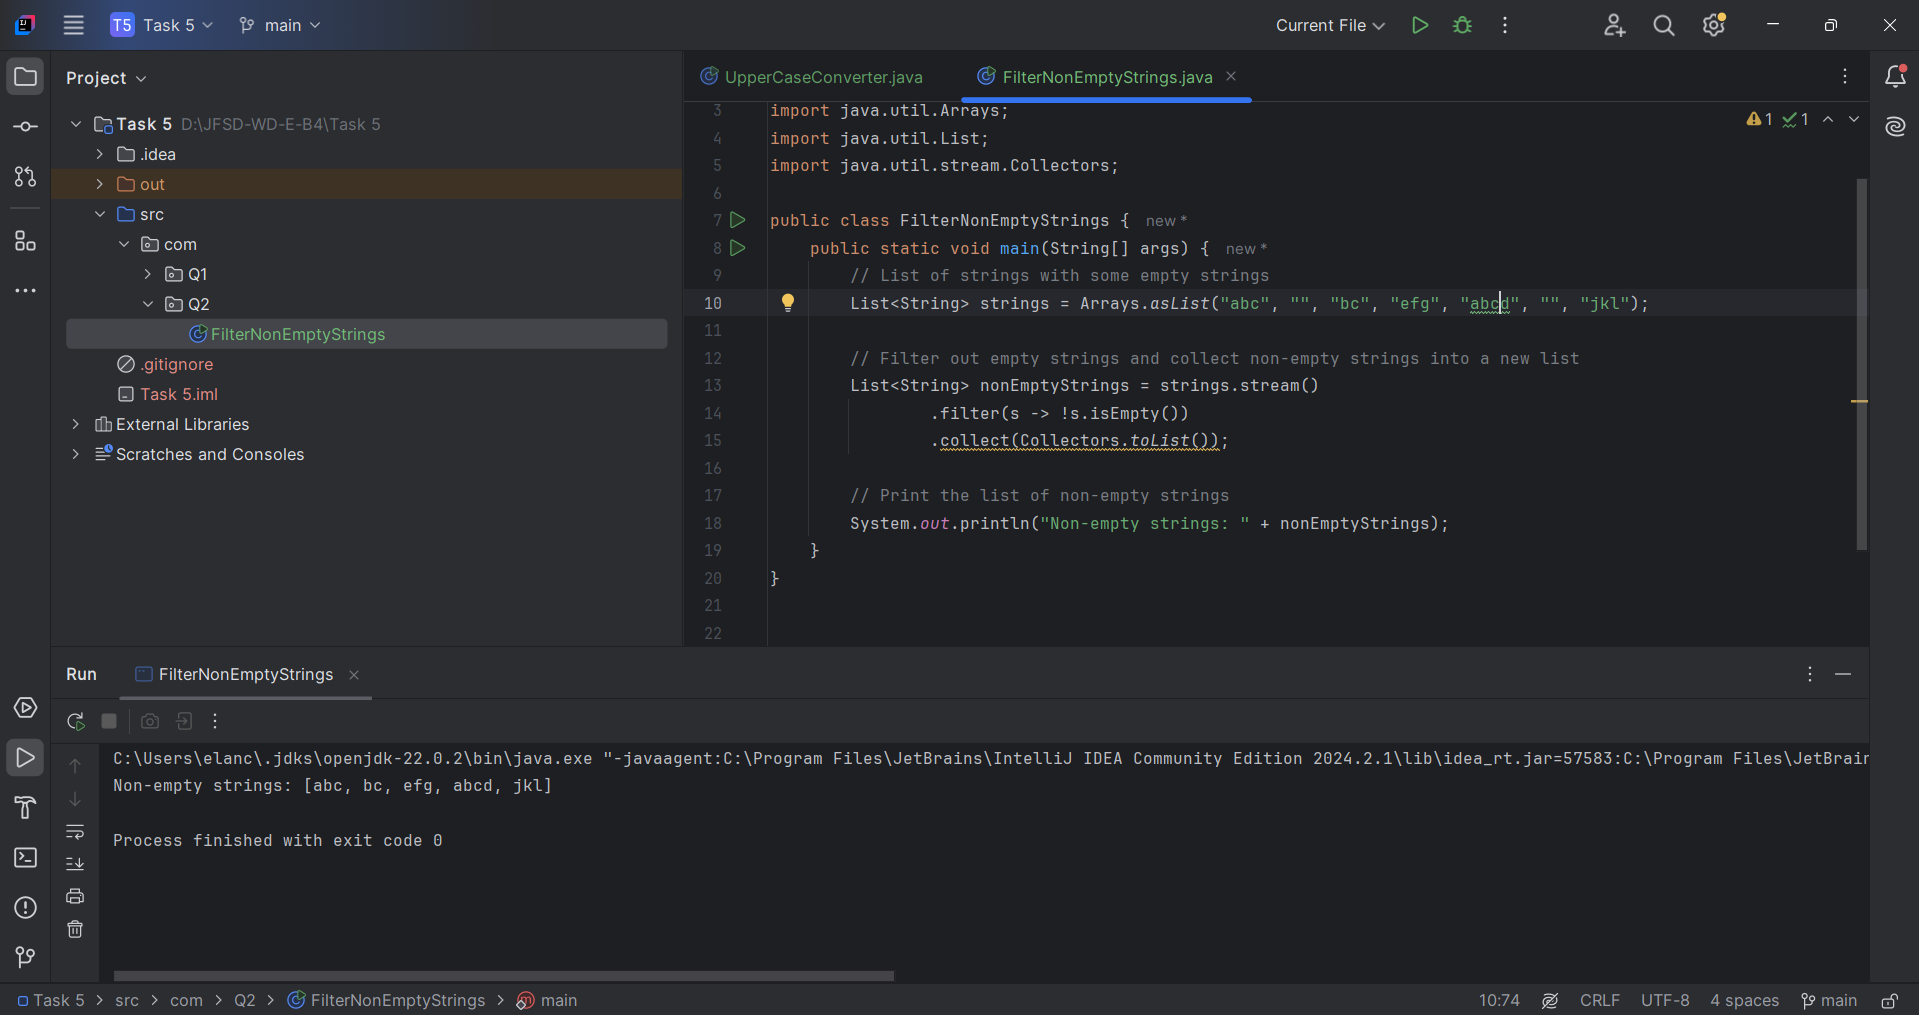 T5 Task 5 main Current File
Project
Task 5 D:\JFSD-WD-E-B4\Task 5
.idea
out
src
com
Q1
Q2
FilterNonEmptyStrings
.gitignore
Task 5.iml
External Libraries
Scratches and Consoles
UpperCaseConverter.java FilterNonEmptyStrings.java
1 1
3 import java.util.Arrays;
4 import java.util.List;
5 import java.util.stream.Collectors;
6
7 public class FilterNonEmptyStrings { new *
8 public static void main(String[] args) { new *
9 // List of strings with some empty strings
10 List<String> strings = Arrays.asList("abc", "", "bc", "efg", "abcd", "", "jkl");
11
12 // Filter out empty strings and collect non-empty strings into a new list
13 List<String> nonEmptyStrings = strings.stream()
14 .filter(s -> !s.isEmpty())
15 .collect(Collectors.toList());
16
17 // Print the list of non-empty strings
18 System.out.println("Non-empty strings: " + nonEmptyStrings);
19 }
20 }
21
22
Run FilterNonEmptyStrings
C:\Users\elanc\.jdks\openjdk-22.0.2\bin\java.exe "-javaagent:C:\Program Files\JetBrains\IntelliJ IDEA Community Edition 2024.2.1\lib\idea_rt.jar=57583:C:\Program Files\JetBrain
Non-empty strings: [abc, bc, efg, abcd, jkl]
Process finished with exit code 0
Task 5 > src > com > Q2 > FilterNonEmptyStrings > main 10:74 CRLF UTF-8 4 spaces main